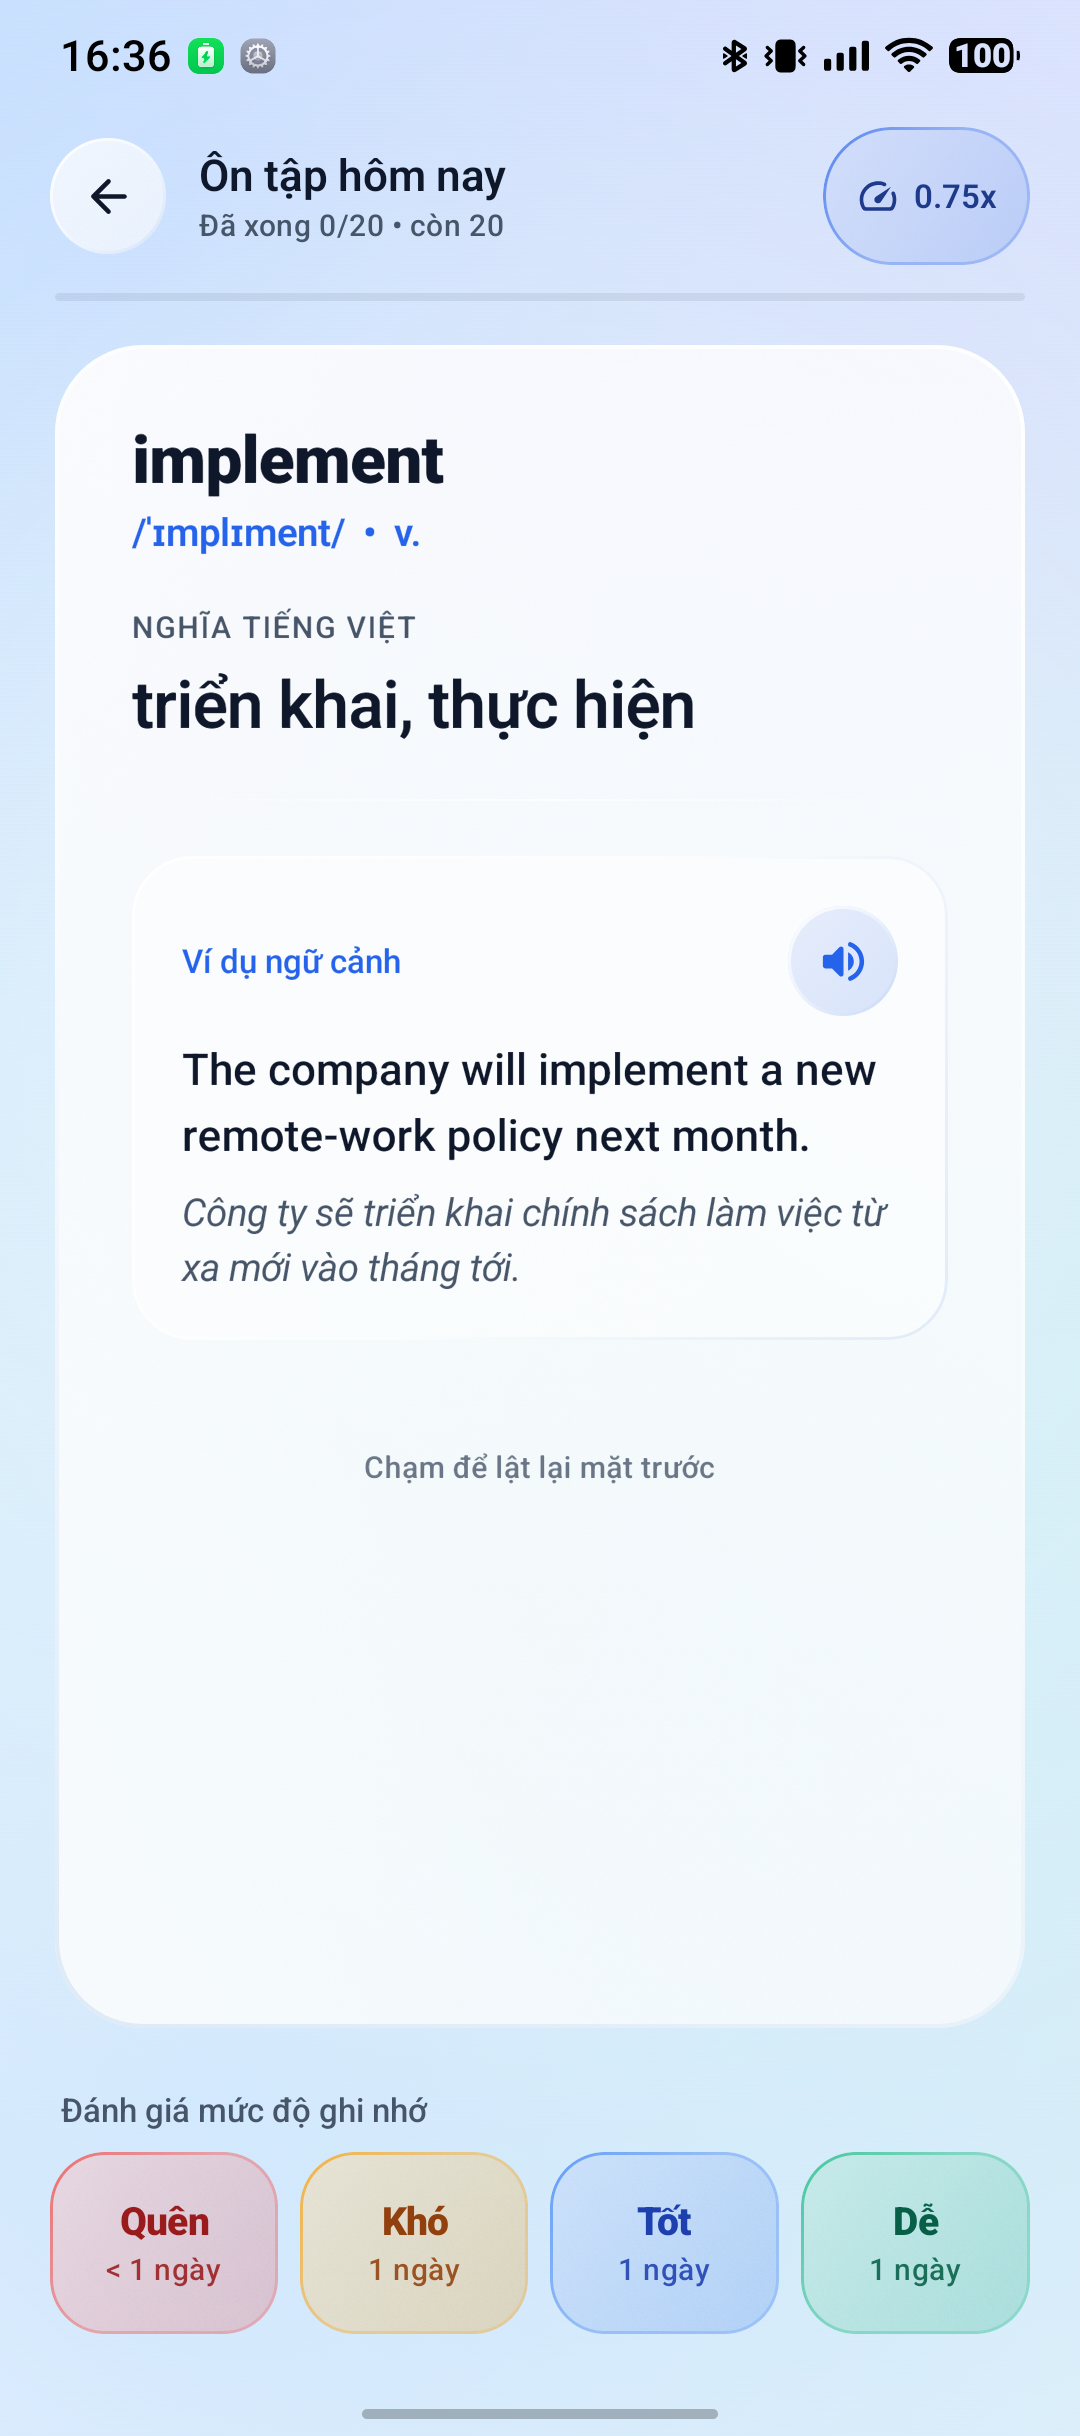 16:36
100
Ôn tập hôm nay
Đã xong 0/20 • còn 20
0.75x
implement
/ˈɪmplɪment/ • v.
NGHĨA TIẾNG VIỆT
triển khai, thực hiện
Ví dụ ngữ cảnh
The company will implement a new
remote-work policy next month.
Công ty sẽ triển khai chính sách làm việc từ
xa mới vào tháng tới.
Chạm để lật lại mặt trước
Đánh giá mức độ ghi nhớ
Quên
< 1 ngày
Khó
1 ngày
Tốt
1 ngày
Dễ
1 ngày